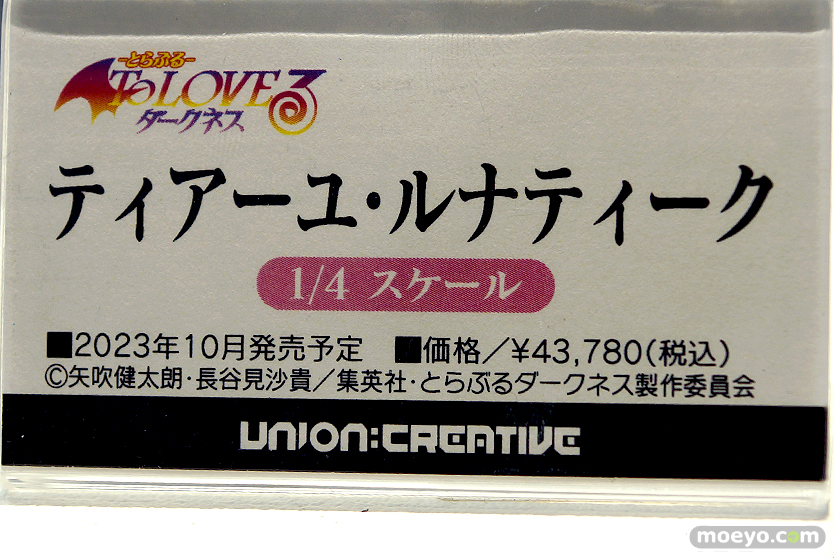 -とらぶる-
ToLOVEる
ダークネス
ティアーユ・ルナティーク
1/4 スケール
■2023年10月発売予定 ■価格／¥43,780(税込)
©矢吹健太朗・長谷見沙貴／集英社・とらぶるダークネス製作委員会
UNION:CREATIVE
moeyo.com